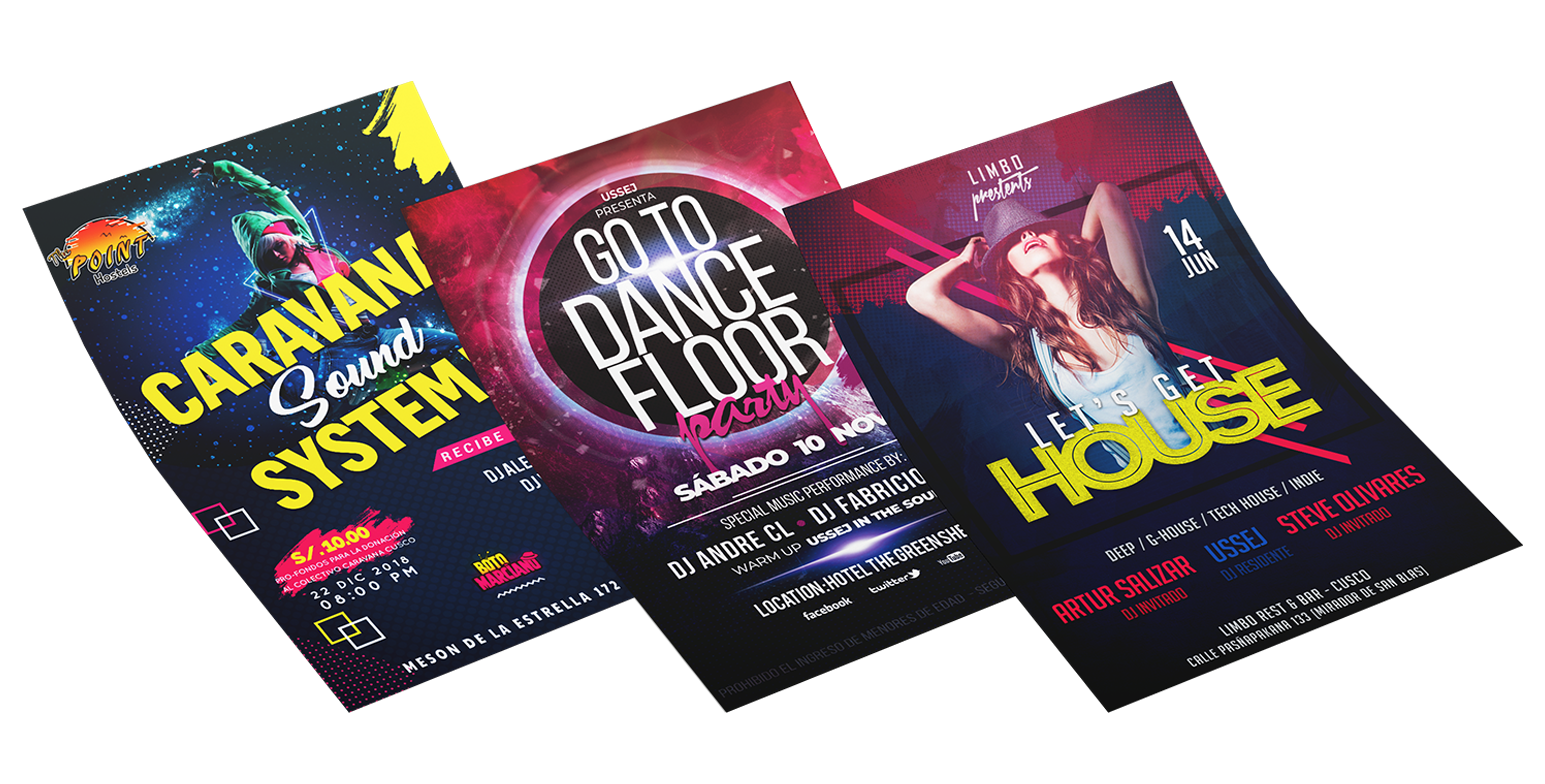 The
POINT
Hostels
CARAVANA
Sound
SYSTEM
RECIBE
DJALE
DJ
S/ .10.00
PRO-FONDOS PARA LA DONACIÓN
AL COLECTIVO CARAVANA CUSCO
22 DIC 2018
08:00 PM
BOTO
MARCIANO
MESON DE LA ESTRELLA 172
USSEJ
PRESENTA
GO TO
DANCE
FLOOR
party
SÁBADO 10 NOV
SPECIAL MUSIC PERFORMANCE BY:
DJ ANDRE CL • DJ FABRICIO
WARM UP USSEJ IN THE SOU
LOCATION: HOTEL THE GREEN SHE
facebook twitter YouTube
PROHIBIDO EL INGRESO DE MENORES DE EDAD - SEGU
LIMBO
prestents
14
JUN
LET'S GET
HOUSE
DEEP / G-HOUSE / TECH HOUSE / INDIE
ARTUR SALIZAR USSEJ STEVE OLIVARES
DJ INVITADO DJ RESIDENTE DJ INVITADO
LIMBO REST & BAR - CUSCO
CALLE PASÑAPAKANA 133 (MIRADOR DE SAN BLAS)